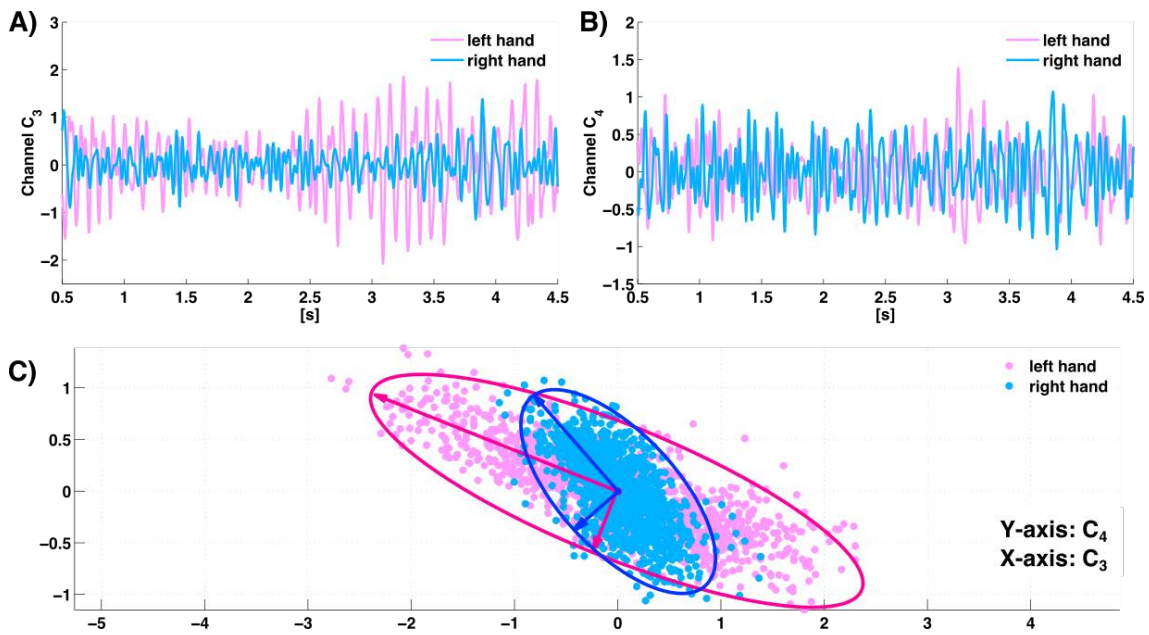 A)
3
2
1
0
−1
−2
Channel C3
left hand
right hand
0.5 1 1.5 2 2.5 3 3.5 4 4.5
[s]
B)
2
1.5
1
0.5
0
−0.5
−1
−1.5
Channel C4
left hand
right hand
0.5 1 1.5 2 2.5 3 3.5 4 4.5
[s]
C)
1
0.5
0
−0.5
−1
left hand
right hand
Y-axis: C4
X-axis: C3
−5 −4 −3 −2 −1 0 1 2 3 4